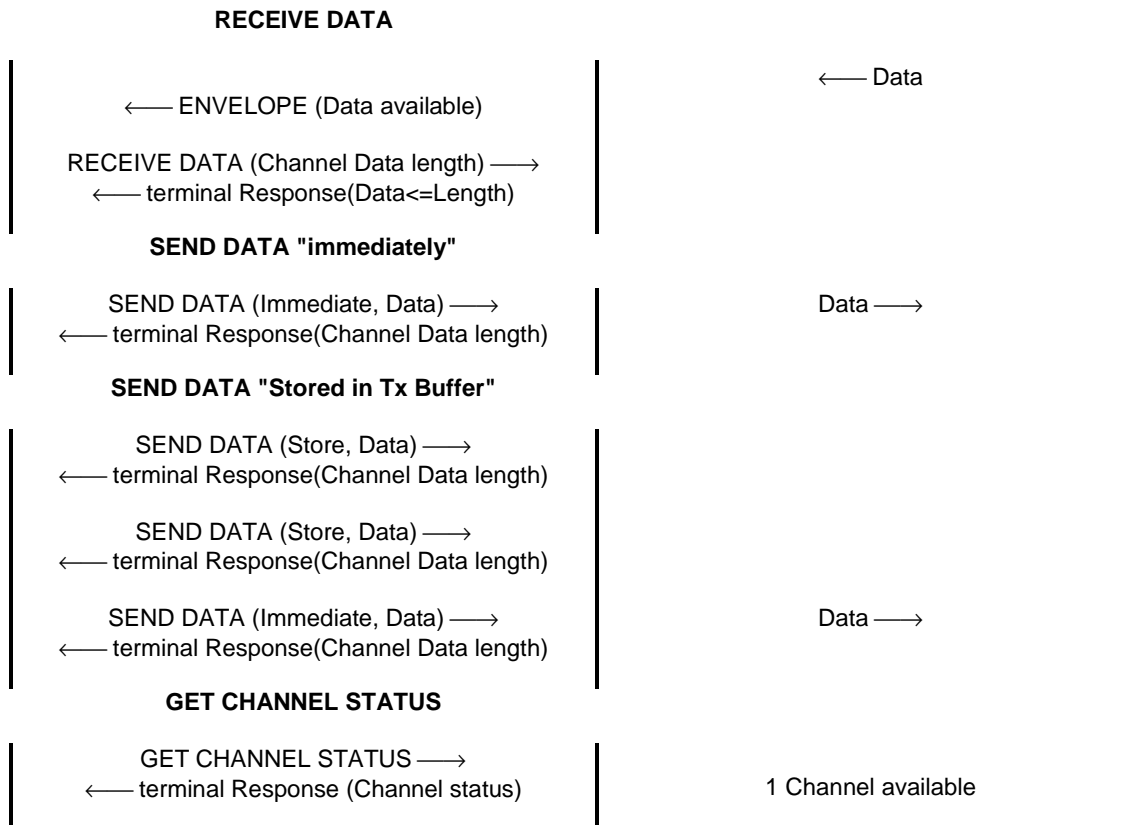 RECEIVE DATA
← Data
← ENVELOPE (Data available)
RECEIVE DATA (Channel Data length) →
← terminal Response(Data<=Length)
SEND DATA "immediately"
SEND DATA (Immediate, Data) → Data →
← terminal Response(Channel Data length)
SEND DATA "Stored in Tx Buffer"
SEND DATA (Store, Data) →
← terminal Response(Channel Data length)
SEND DATA (Store, Data) →
← terminal Response(Channel Data length)
SEND DATA (Immediate, Data) → Data →
← terminal Response(Channel Data length)
GET CHANNEL STATUS
GET CHANNEL STATUS →
← terminal Response (Channel status) 1 Channel available